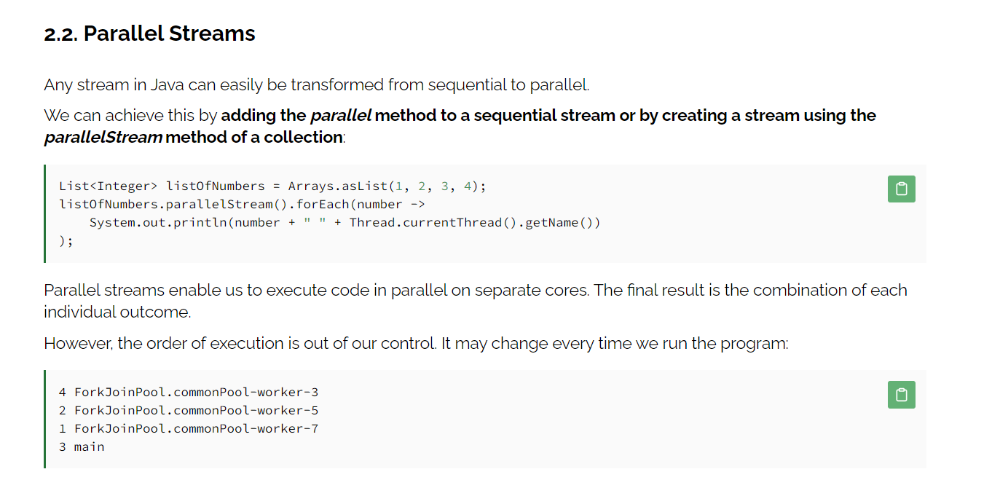 2.2. Parallel Streams
Any stream in Java can easily be transformed from sequential to parallel.
We can achieve this by adding the parallel method to a sequential stream or by creating a stream using the
parallelStream method of a collection:
List<Integer> listOfNumbers = Arrays.asList(1, 2, 3, 4);
listOfNumbers.parallelStream().forEach(number ->
    System.out.println(number + " " + Thread.currentThread().getName())
);
Parallel streams enable us to execute code in parallel on separate cores. The final result is the combination of each
individual outcome.
However, the order of execution is out of our control. It may change every time we run the program:
4 ForkJoinPool.commonPool-worker-3
2 ForkJoinPool.commonPool-worker-5
1 ForkJoinPool.commonPool-worker-7
3 main